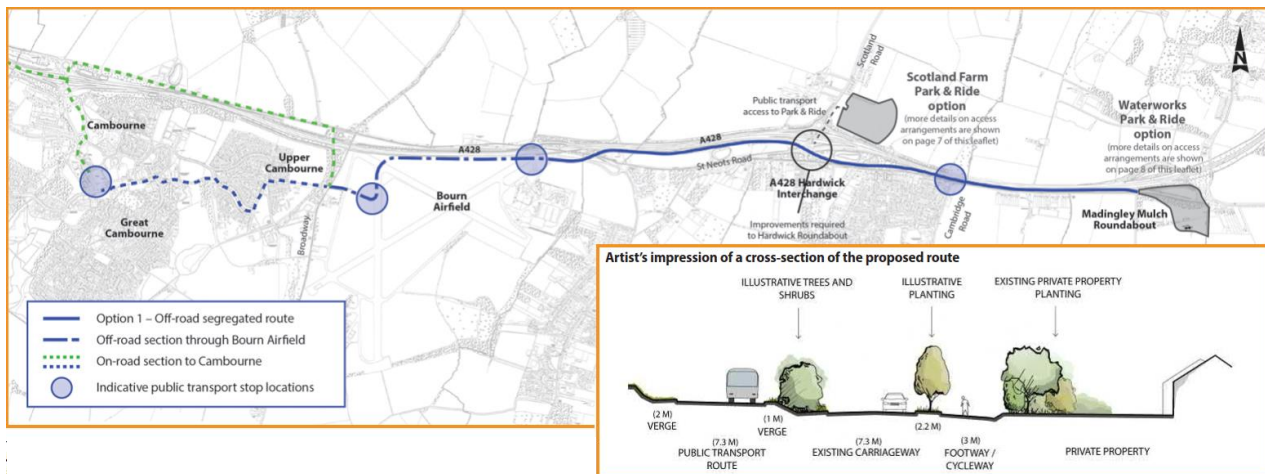 Scotland
Road
Scotland Farm
Park & Ride
option
(more details on access
arrangements are shown
on page 7 of this leaflet)
Waterworks
Park & Ride
option
(more details on access
arrangements are shown
on page 8 of this leaflet)
N
Public transport
access to Park & Ride
Cambourne
Upper
Cambourne
A428
A428
St Neots Road
A428 Hardwick
Interchange
Bourn
Airfield
Great
Cambourne
Broadway
Improvements required
to Hardwick Roundabout
Cambridge
Road
Madingley Mulch
Roundabout
Option 1 – Off-road segregated route
Off-road section through Bourn Airfield
On-road section to Cambourne
Indicative public transport stop locations
Artist's impression of a cross-section of the proposed route
ILLUSTRATIVE TREES AND
SHRUBS
ILLUSTRATIVE
PLANTING
EXISTING PRIVATE PROPERTY
PLANTING
(2 M)
VERGE
(7.3 M)
PUBLIC TRANSPORT
ROUTE
(1 M)
VERGE
(7.3 M)
EXISTING CARRIAGEWAY
(2.2 M)
(3 M)
FOOTWAY /
CYCLEWAY
PRIVATE PROPERTY